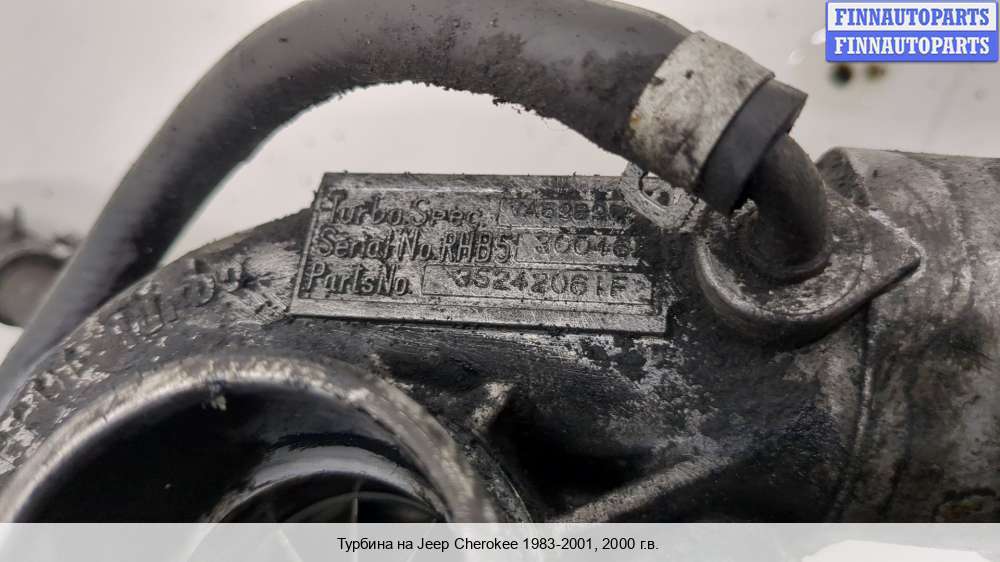 FINNAUTOPARTS
FINNAUTOPARTS
Turbo Spec.
Serial No. RHB5
Parts No. 35242061F
Турбина на Jeep Cherokee 1983-2001, 2000 г.в.